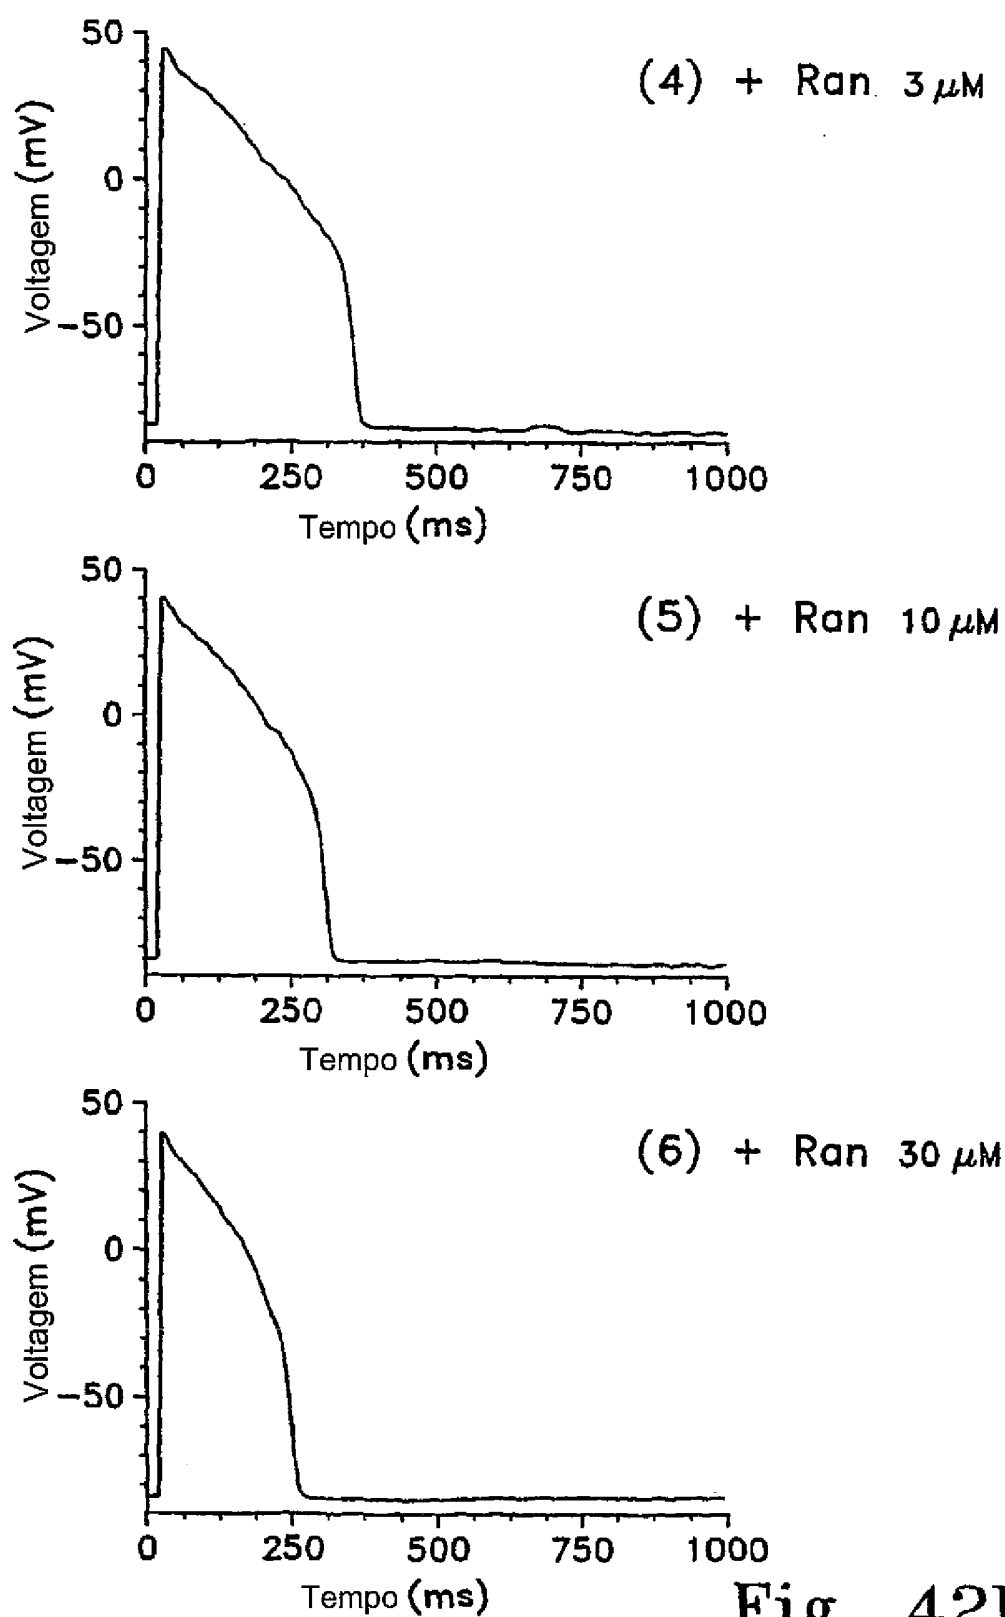 50
(4) + Ran 3 μM
0
Voltagem (mV)
-50
0 250 500 750 1000
Tempo (ms)
50
(5) + Ran 10 μM
0
Voltagem (mV)
-50
0 250 500 750 1000
Tempo (ms)
50
(6) + Ran 30 μM
0
Voltagem (mV)
-50
0 250 500 750 1000
Tempo (ms)
Fig. 42